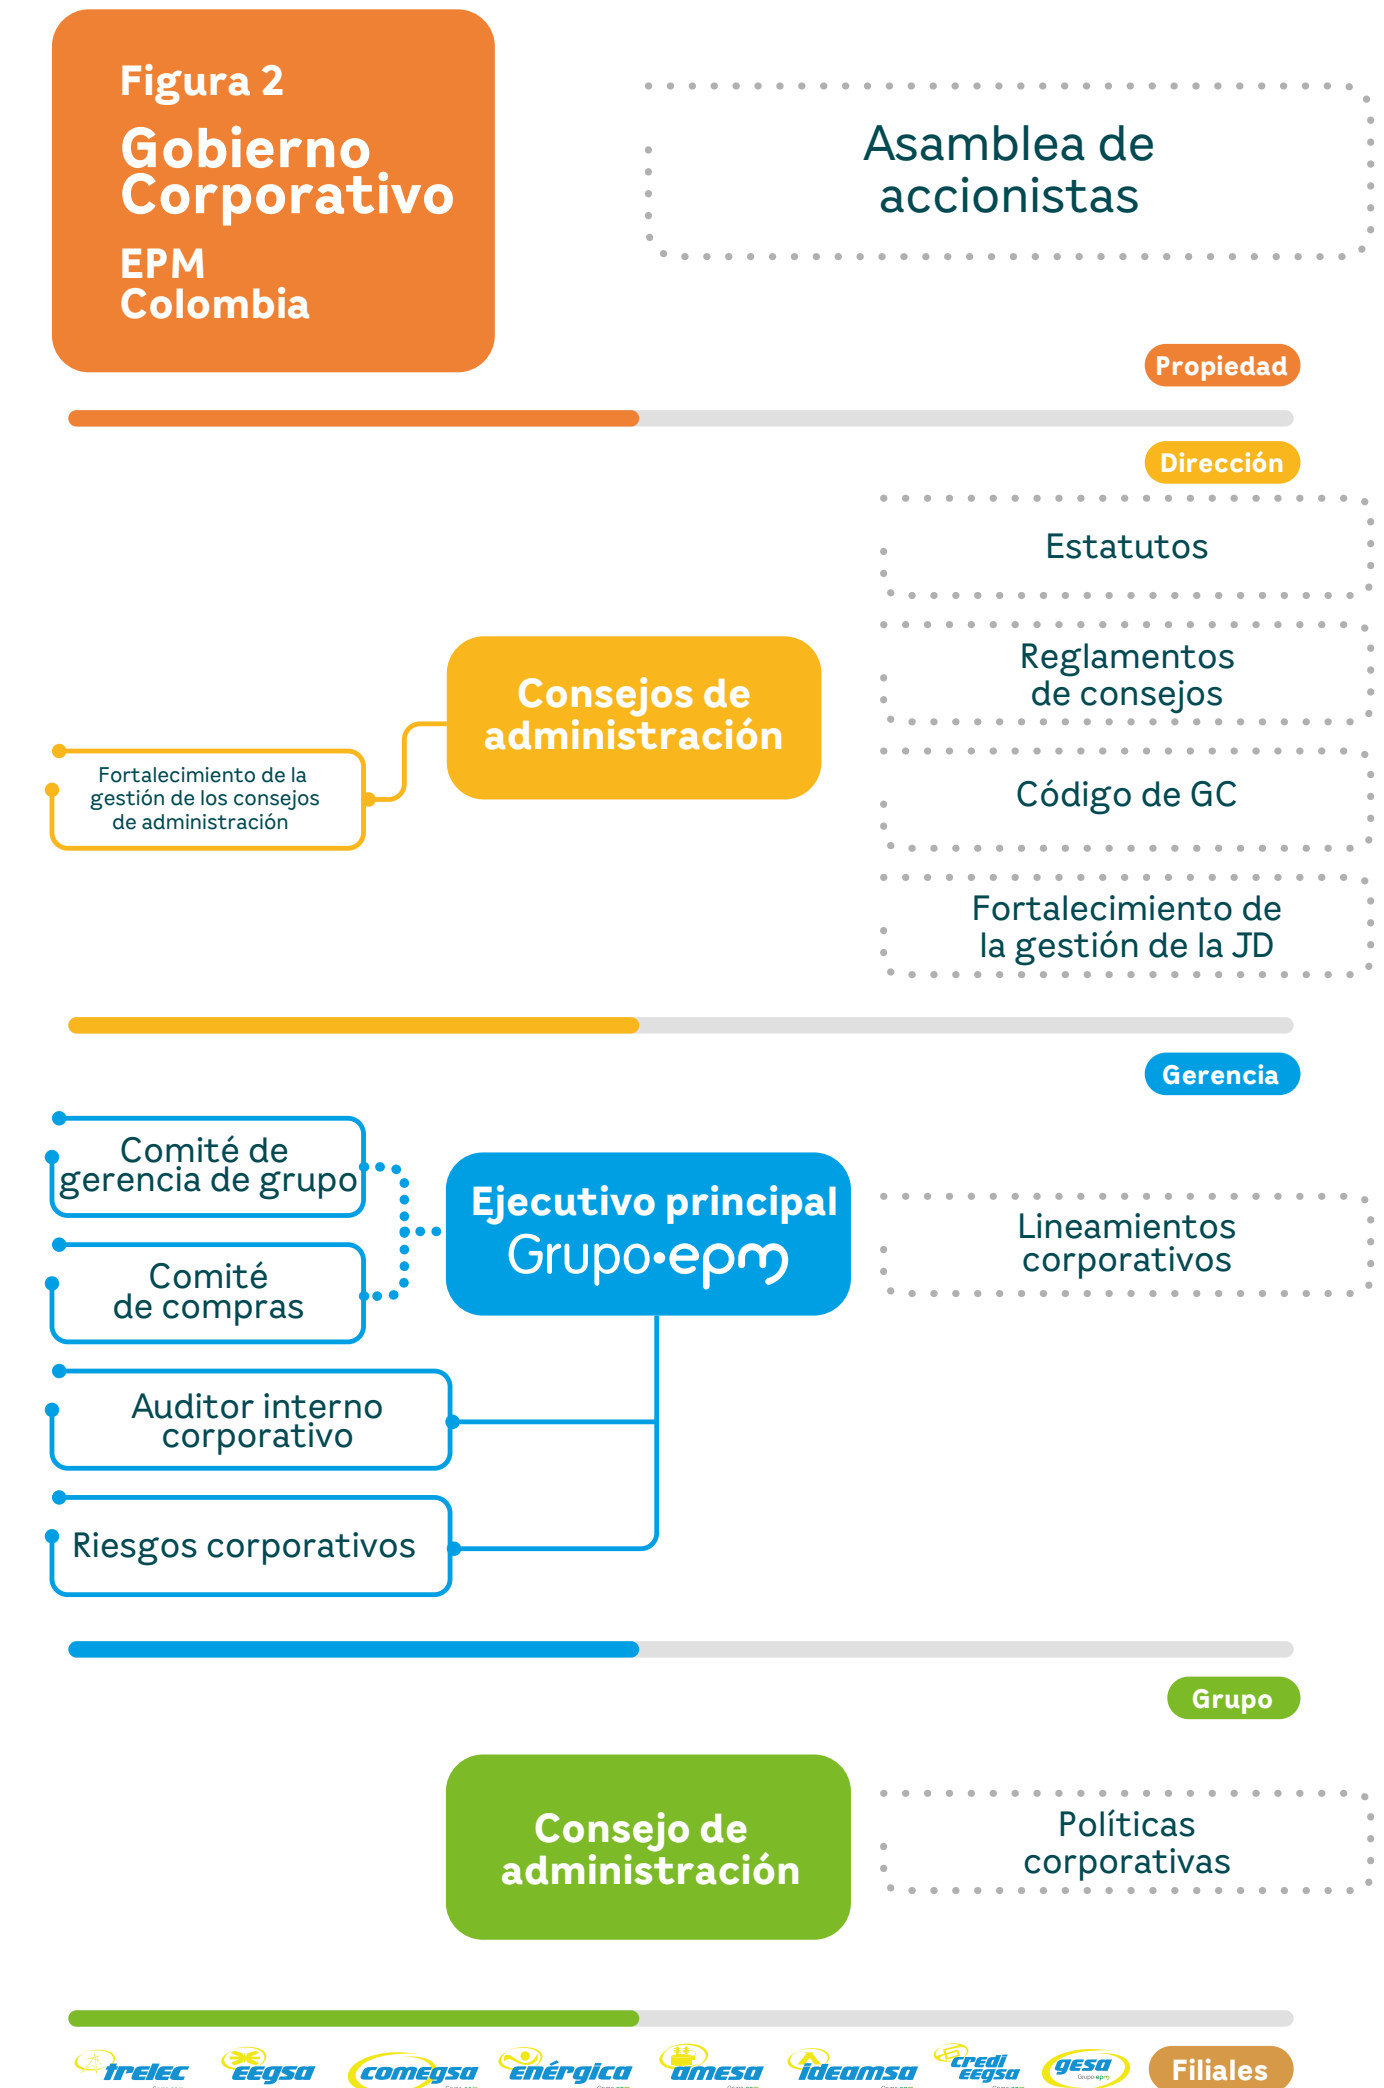 Figura 2
Gobierno
Corporativo
EPM
Colombia
Asamblea de
accionistas
Propiedad
Dirección
Estatutos
Reglamentos
de consejos
Código de GC
Fortalecimiento de
la gestión de la JD
Consejos de
administración
Fortalecimiento de la
gestión de los consejos
de administración
Gerencia
Comité de
gerencia de grupo
Comité
de compras
Ejecutivo principal
Grupo·epm
Lineamientos
corporativos
Auditor interno
corporativo
Riesgos corporativos
Grupo
Consejo de
administración
Políticas
corporativas
trelec
eegsa
comegsa
enérgica
amesa
ideamsa
credi
eegsa
gesa
Grupo epm
Filiales